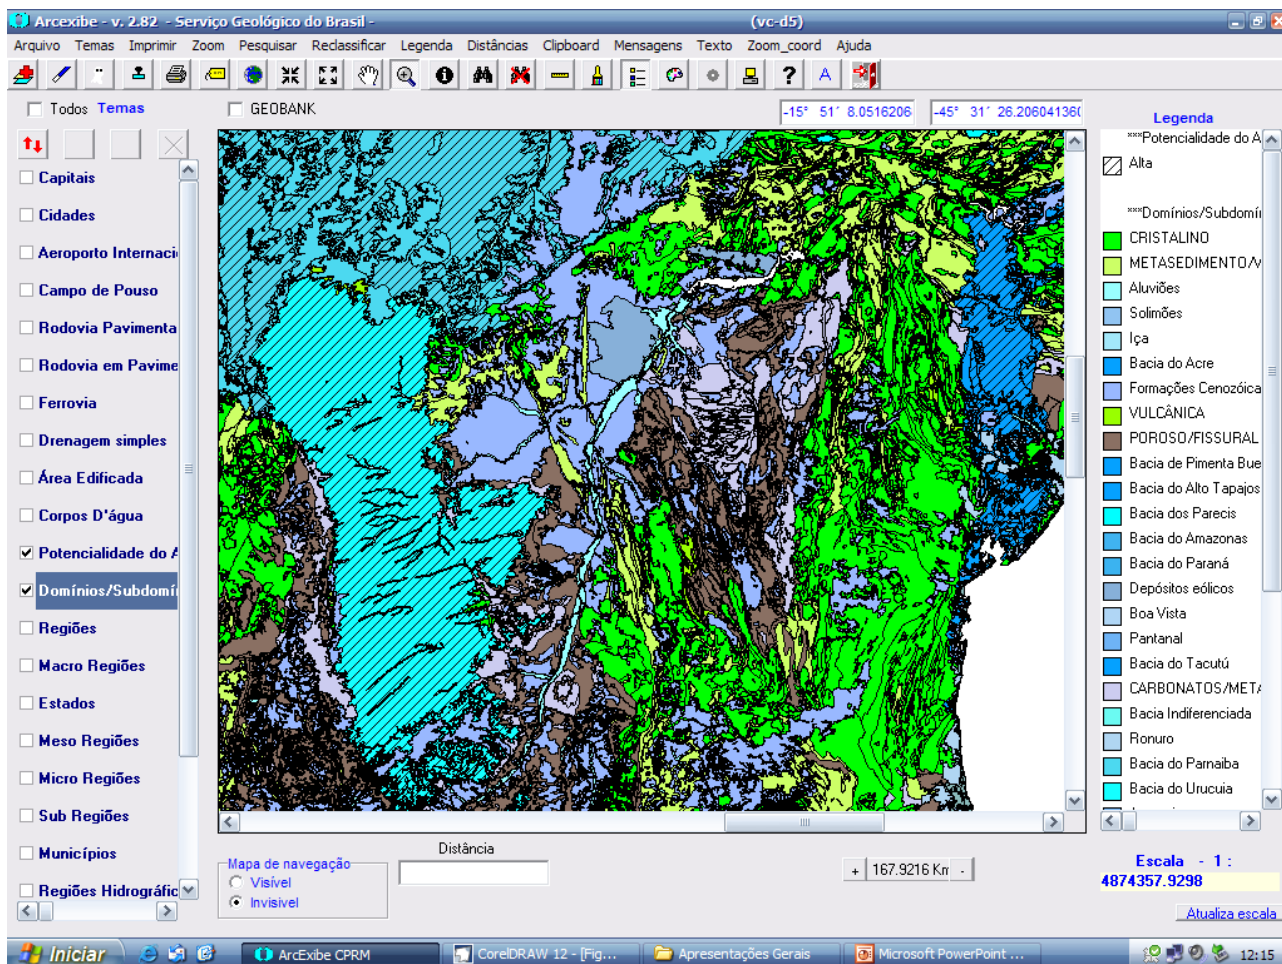 Arcexibe - v. 2.82 - Serviço Geológico do Brasil - (vc-d5)
Arquivo Temas Imprimir Zoom Pesquisar Reclassificar Legenda Distâncias Clipboard Mensagens Texto Zoom_coord Ajuda
Todos Temas
GEOBANK
-15° 51' 8.0516206
-45° 31' 26.20604136(
Capitais
Cidades
Aeroporto Internaci
Campo de Pouso
Rodovia Pavimenta
Rodovia em Pavime
Ferrovia
Drenagem simples
Área Edificada
Corpos D'água
Potencialidade do A
Domínios/Subdomí
Regiões
Macro Regiões
Estados
Meso Regiões
Micro Regiões
Sub Regiões
Municípios
Regiões Hidrográfic
Legenda
***Potencialidade do A
Alta
***Domínios/Subdomír
CRISTALINO
METASEDIMENTO/V
Aluviões
Solimões
Iça
Bacia do Acre
Formações Cenozóica
VULCÂNICA
POROSO/FISSURAL
Bacia de Pimenta Bue
Bacia do Alto Tapajos
Bacia dos Parecis
Bacia do Amazonas
Bacia do Paraná
Depósitos eólicos
Boa Vista
Pantanal
Bacia do Tacutú
CARBONATOS/META
Bacia Indiferenciada
Ronuro
Bacia do Parnaiba
Bacia do Urucuia
Mapa de navegação
Visível
Invisivel
Distância
+ 167.9216 Km -
Escala - 1 :
4874357.9298
Atualiza escala
Iniciar
ArcExibe CPRM
CorelDRAW 12 - [Fig...
Apresentações Gerais
Microsoft PowerPoint ...
12:15